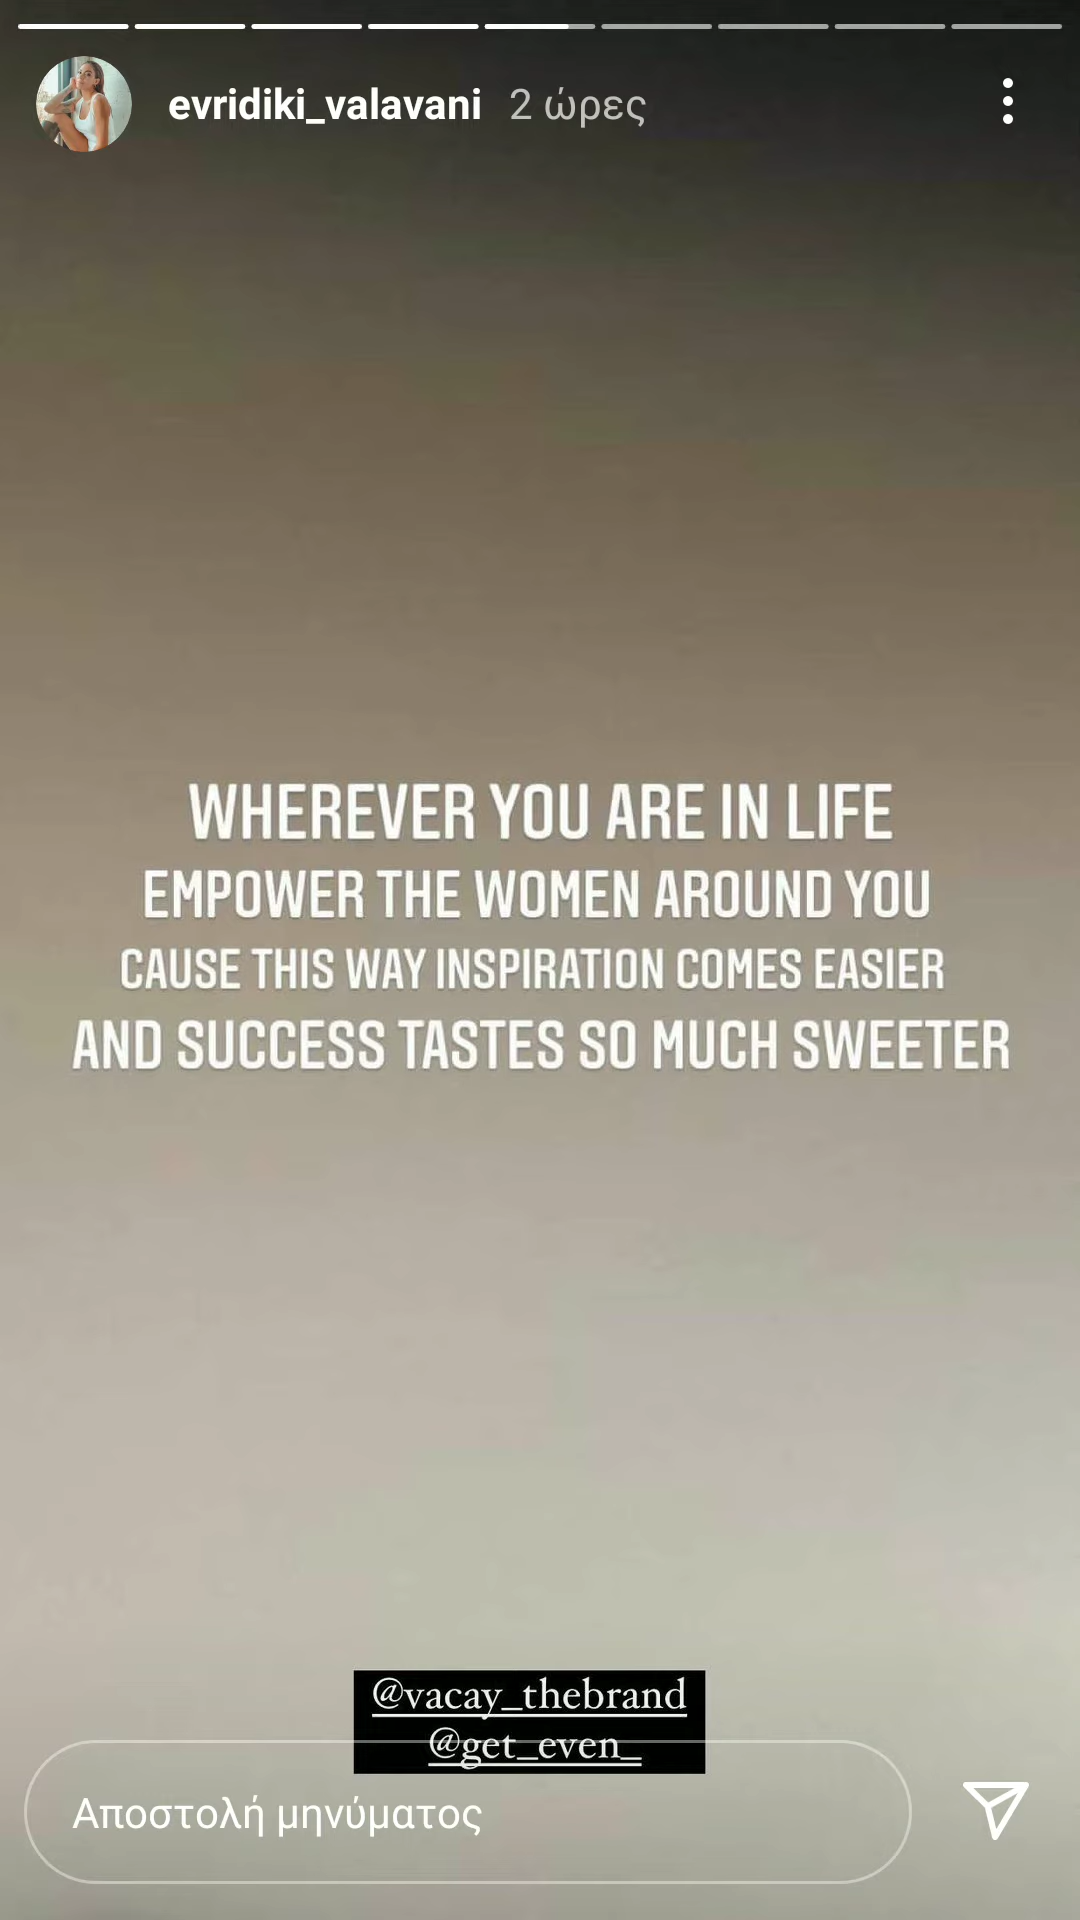 evridiki_valavani 2 ώρες
WHEREVER YOU ARE IN LIFE
EMPOWER THE WOMEN AROUND YOU
CAUSE THIS WAY INSPIRATION COMES EASIER
AND SUCCESS TASTES SO MUCH SWEETER
@vacay_thebrand
@get_even_
Αποστολή μηνύματος